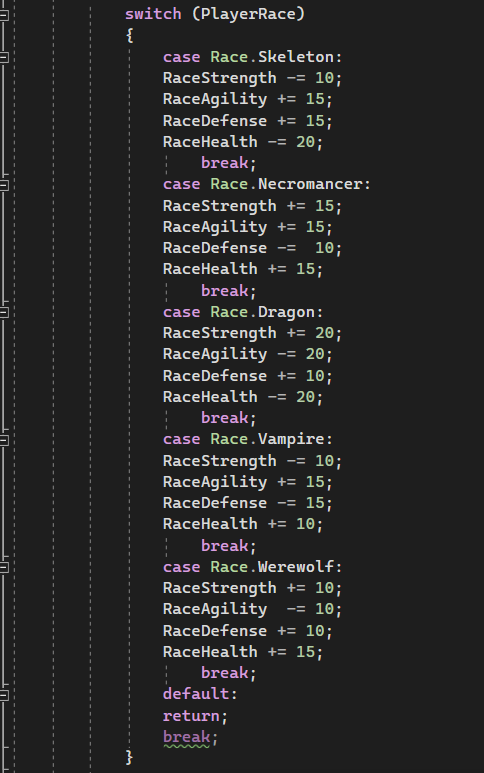 switch (PlayerRace)
{
case Race.Skeleton:
RaceStrength -= 10;
RaceAgility += 15;
RaceDefense += 15;
RaceHealth -= 20;
break;
case Race.Necromancer:
RaceStrength += 15;
RaceAgility += 15;
RaceDefense -=  10;
RaceHealth += 15;
break;
case Race.Dragon:
RaceStrength += 20;
RaceAgility -= 20;
RaceDefense += 10;
RaceHealth -= 20;
break;
case Race.Vampire:
RaceStrength -= 10;
RaceAgility += 15;
RaceDefense -= 15;
RaceHealth += 10;
break;
case Race.Werewolf:
RaceStrength += 10;
RaceAgility  -= 10;
RaceDefense += 10;
RaceHealth += 15;
break;
default:
return;
break;
}